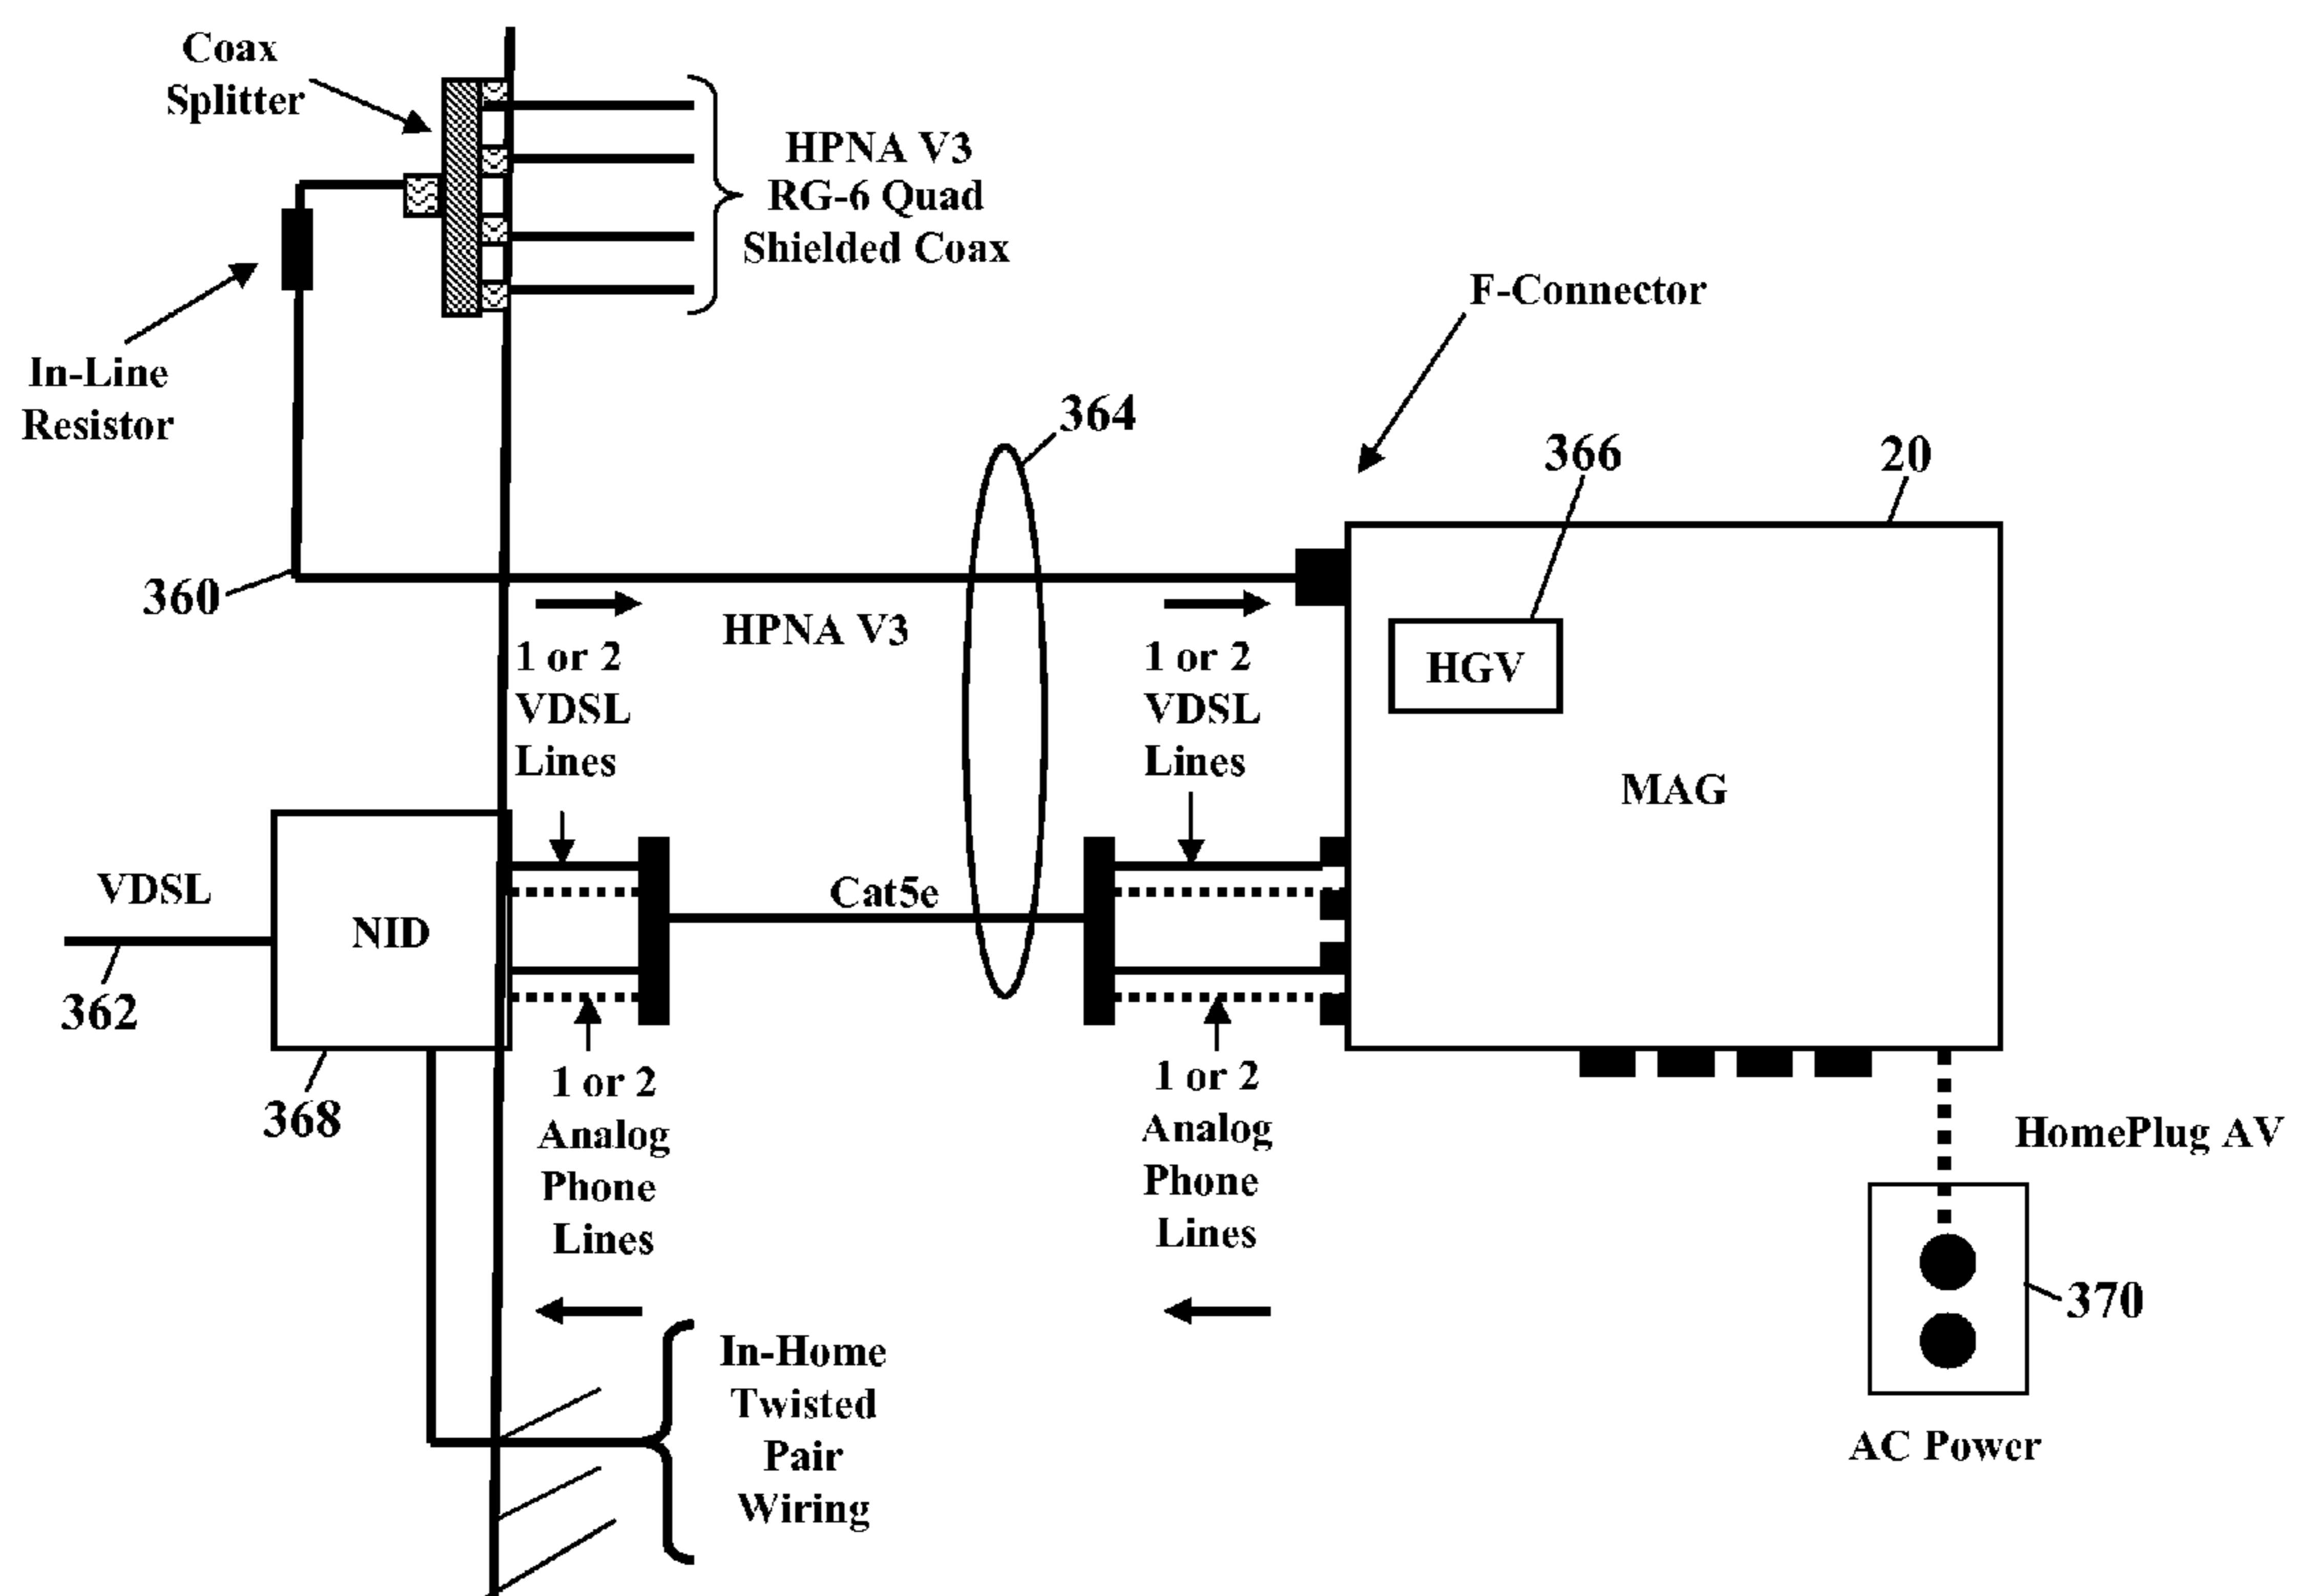 Coax
Splitter
HPNA V3
RG-6 Quad
Shielded Coax
In-Line
Resistor
F-Connector
364
366
20
360
HPNA V3
1 or 2
VDSL
Lines
1 or 2
VDSL
Lines
HGV
MAG
VDSL
NID
Cat5e
362
368
1 or 2
Analog
Phone
Lines
1 or 2
Analog
Phone
Lines
HomePlug AV
370
AC Power
In-Home
Twisted
Pair
Wiring